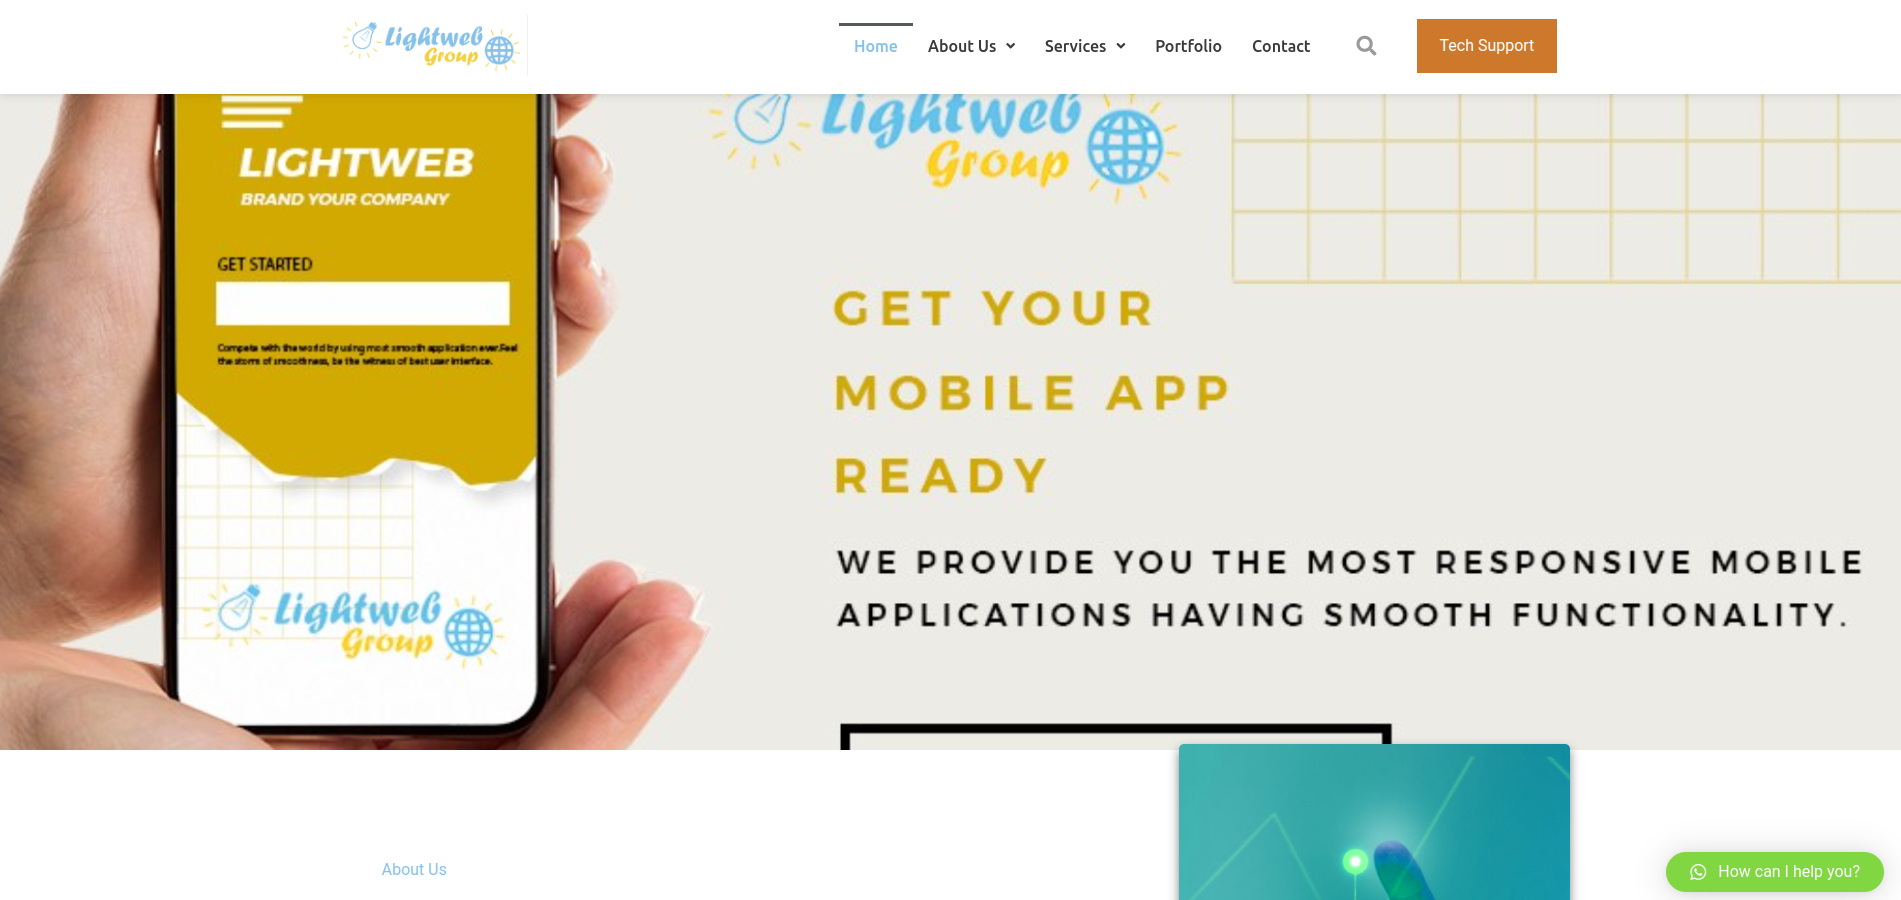 Lightweb
Group
Home
About Us
Services
Portfolio
Contact
Tech Support
LIGHTWEB
BRAND YOUR COMPANY
GET STARTED
Compete with the world by using most smooth application ever.Feel
the storm of smoothness, be the witness of best user interface.
Lightweb
Group
Lightweb
Group
GET YOUR
MOBILE APP
READY
WE PROVIDE YOU THE MOST RESPONSIVE MOBILE
APPLICATIONS HAVING SMOOTH FUNCTIONALITY.
About Us
How can I help you?